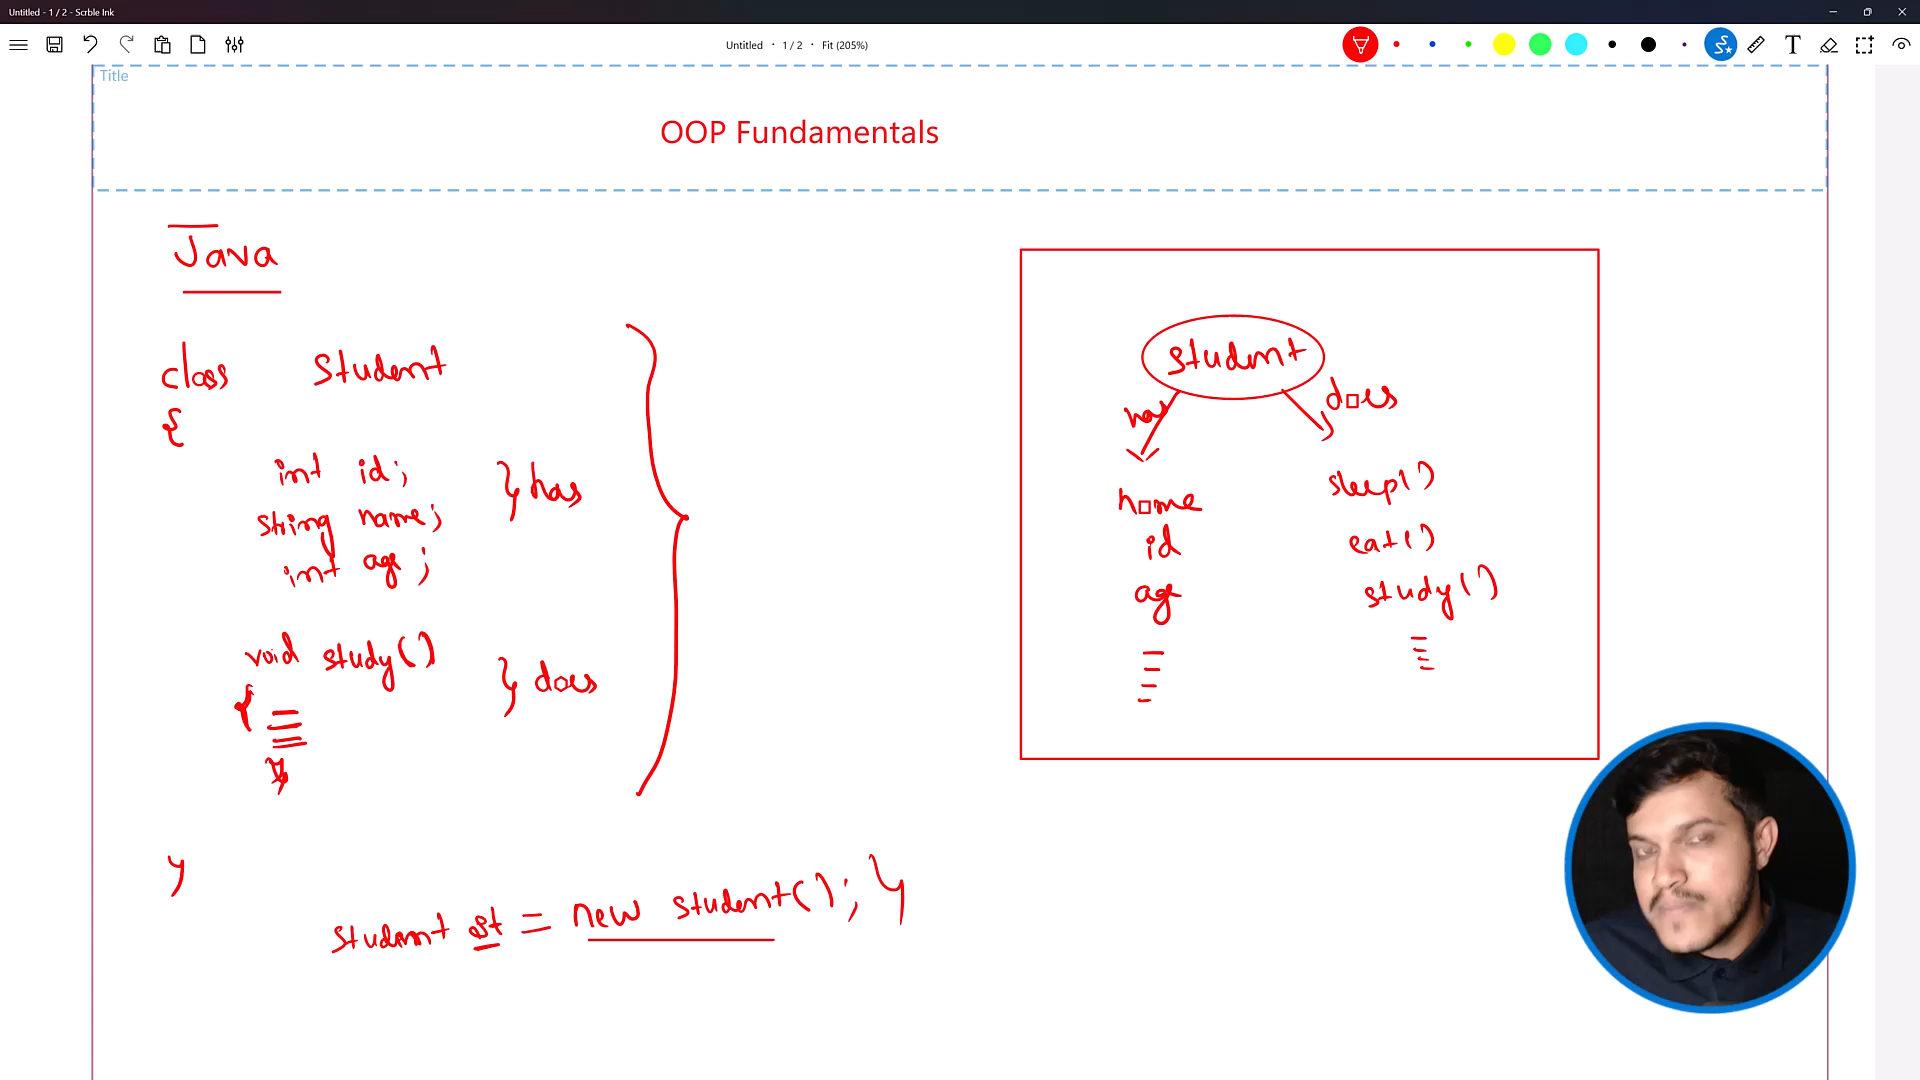 Untitled - 1 / 2 - Scrble Ink
Untitled · 1 / 2 · Fit (205%)
Title
OOP Fundamentals
Java
class Student
{
int id;
string name;
int age;
} has
void study()
{
}
} does
}
student st = new student(); }
student
has
does
home
id
age
sleep()
eat()
study()